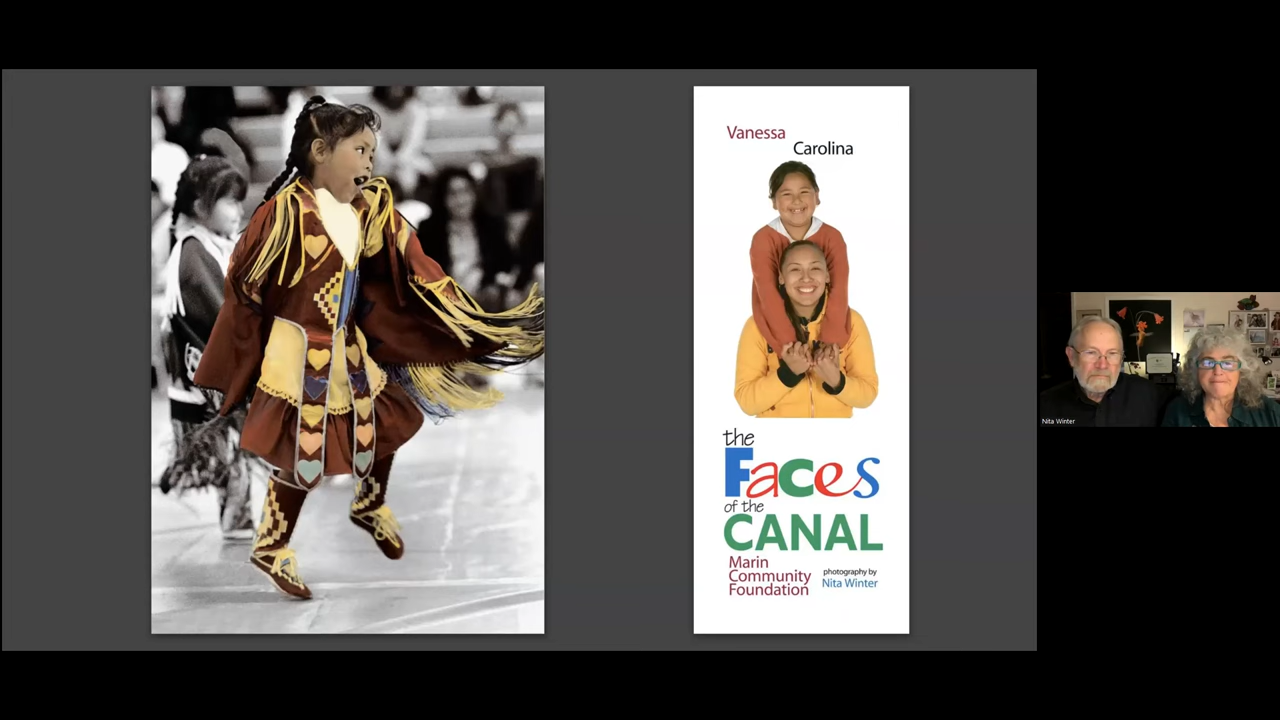 Vanessa
Carolina
the
Faces
of the
CANAL
Marin
Community
Foundation
photography by
Nita Winter
Nita Winter